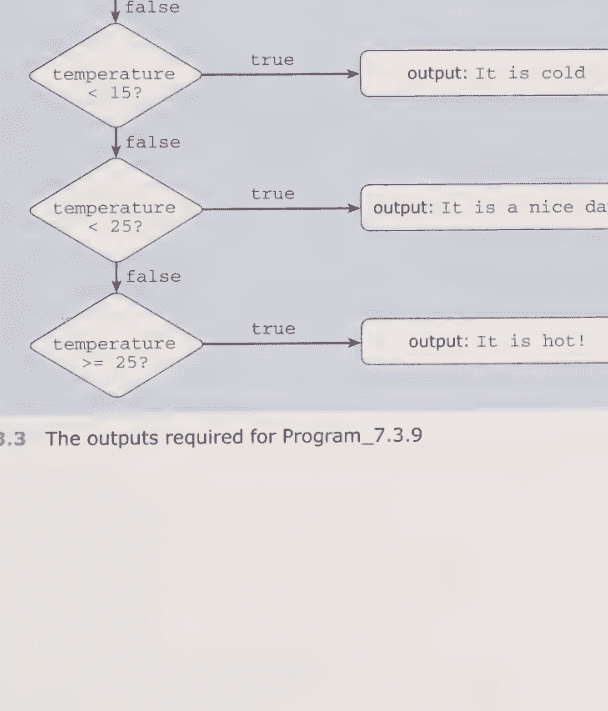 false
temperature
< 15?
true
output: It is cold
false
temperature
< 25?
true
output: It is a nice
false
temperature
>= 25?
true
output: It is hot!
3.3 The outputs required for Program_7.3.9